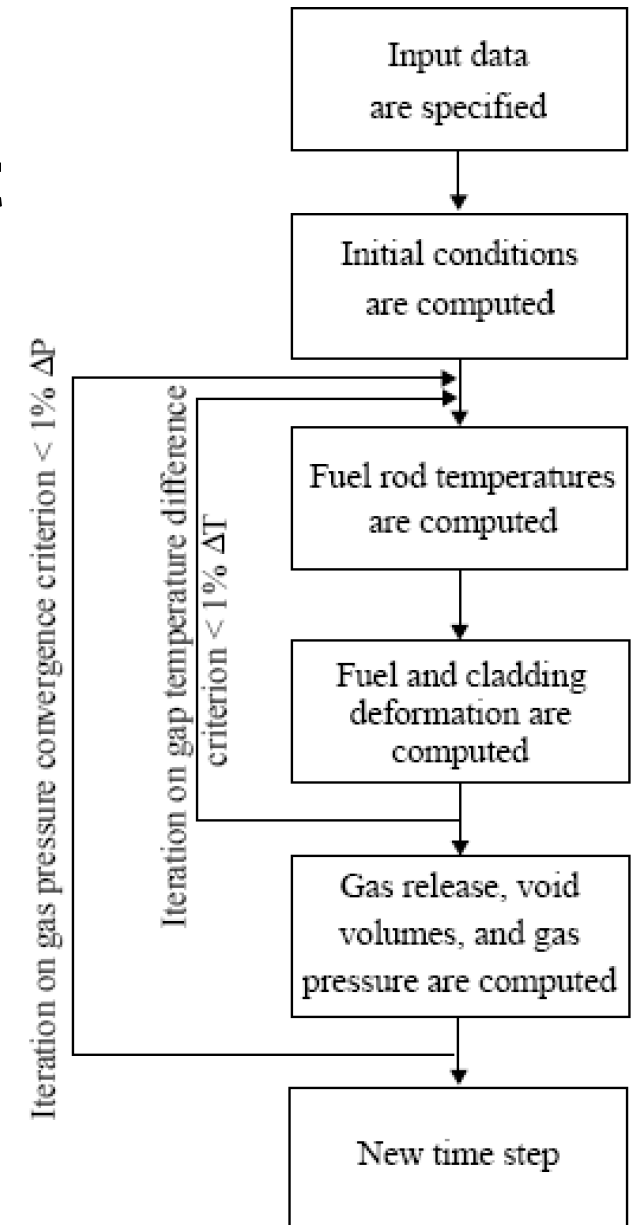 Input data
are specified
Initial conditions
are computed
Iteration on gas pressure convergence criterion < 1% ΔP
Iteration on gap temperature difference
criterion < 1% ΔT
Fuel rod temperatures
are computed
Fuel and cladding
deformation are
computed
Gas release, void
volumes, and gas
pressure are computed
New time step